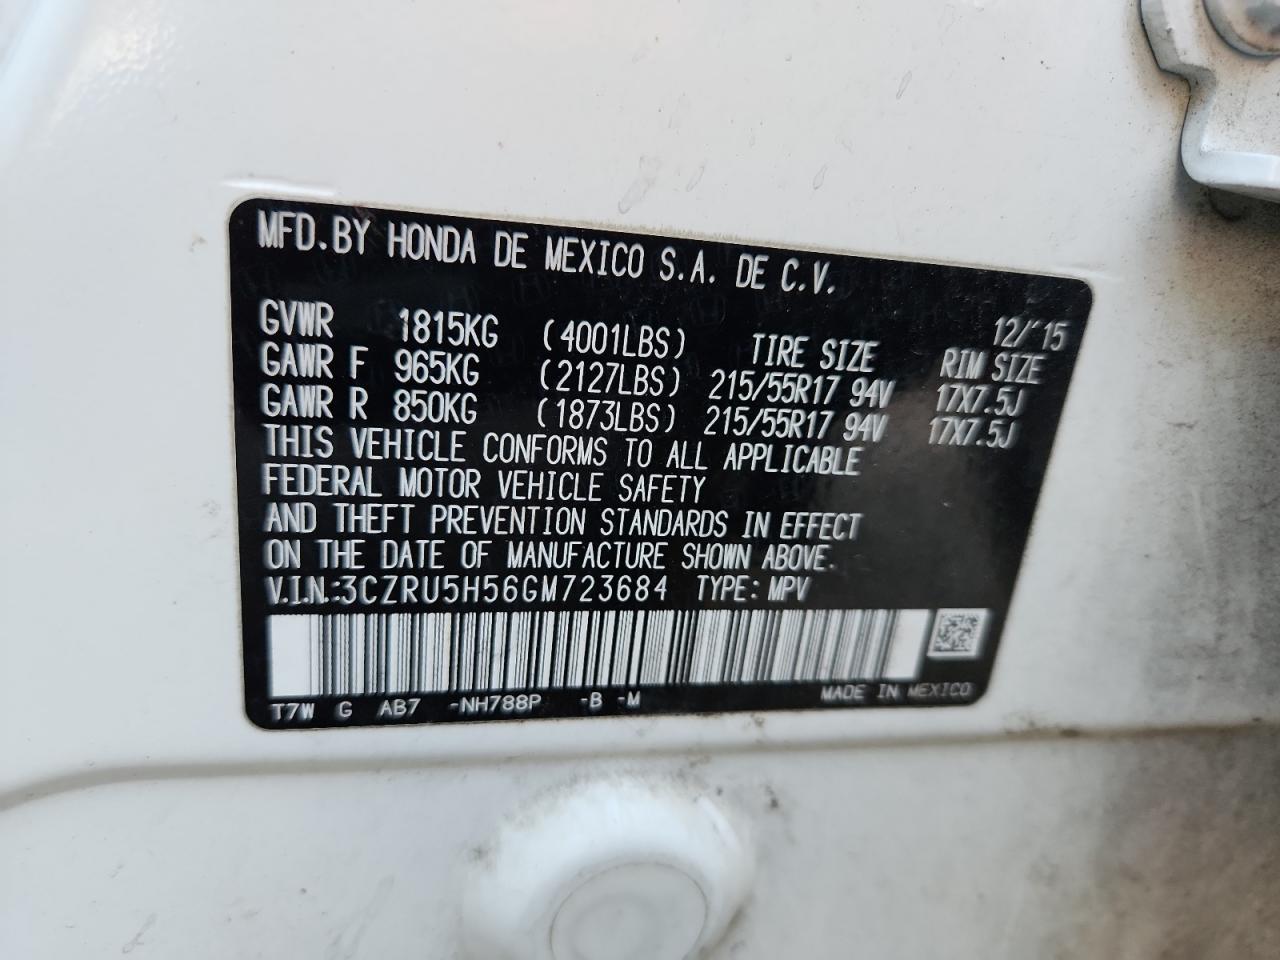 MFD.BY HONDA DE MEXICO S.A. DE C.V.
12/'15
GVWR 1815KG (4001LBS) TIRE SIZE RIM SIZE
GAWR F 965KG (2127LBS) 215/55R17 94V 17X7.5J
GAWR R 850KG (1873LBS) 215/55R17 94V 17X7.5J
THIS VEHICLE CONFORMS TO ALL APPLICABLE
FEDERAL MOTOR VEHICLE SAFETY
AND THEFT PREVENTION STANDARDS IN EFFECT
ON THE DATE OF MANUFACTURE SHOWN ABOVE.
V.I.N.:3CZRU5H56GM723684 TYPE: MPV
T7W G AB7 -NH788P -B -M MADE IN MEXICO